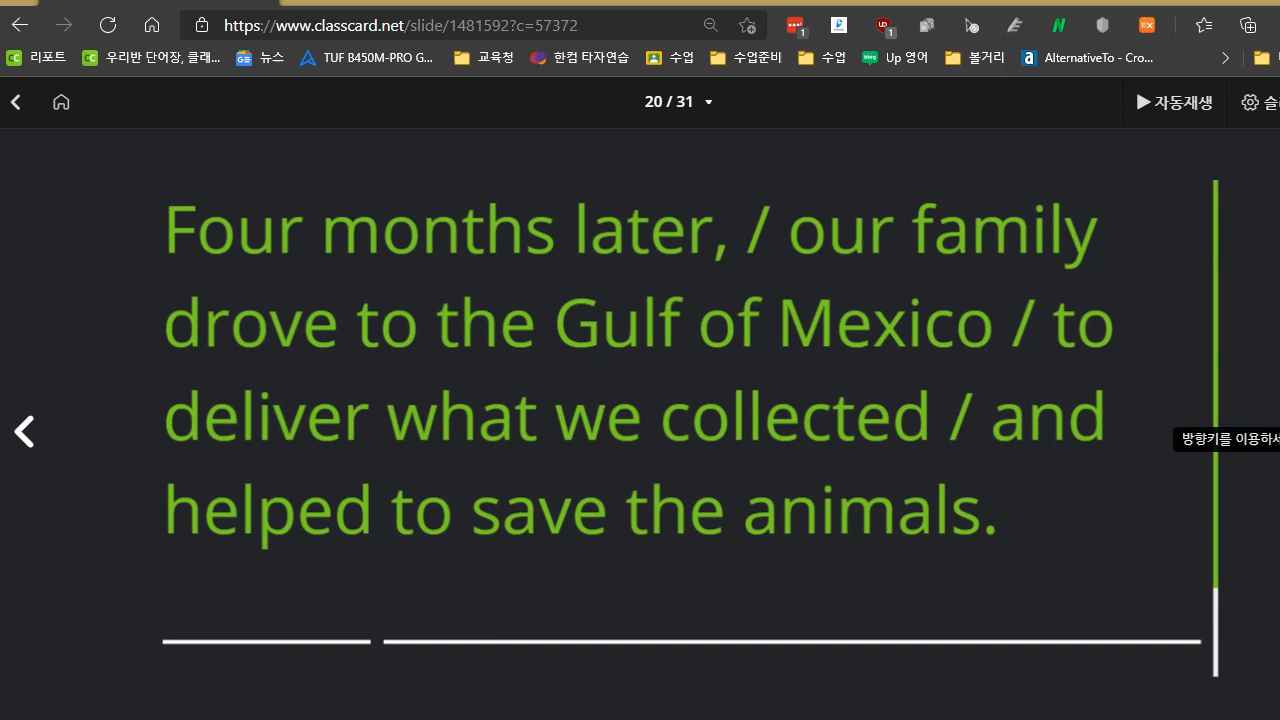 https://www.classcard.net/slide/1481592?c=57372
리포트 우리반 단어장, 클래... 뉴스 TUF B450M-PRO G... 교육청 한컴 타자연습 수업 수업준비 수업 Up 영어 볼거리 AlternativeTo - Cro...
20 / 31 자동재생
Four months later, / our family
drove to the Gulf of Mexico / to
deliver what we collected / and
방향키를 이용하
helped to save the animals.